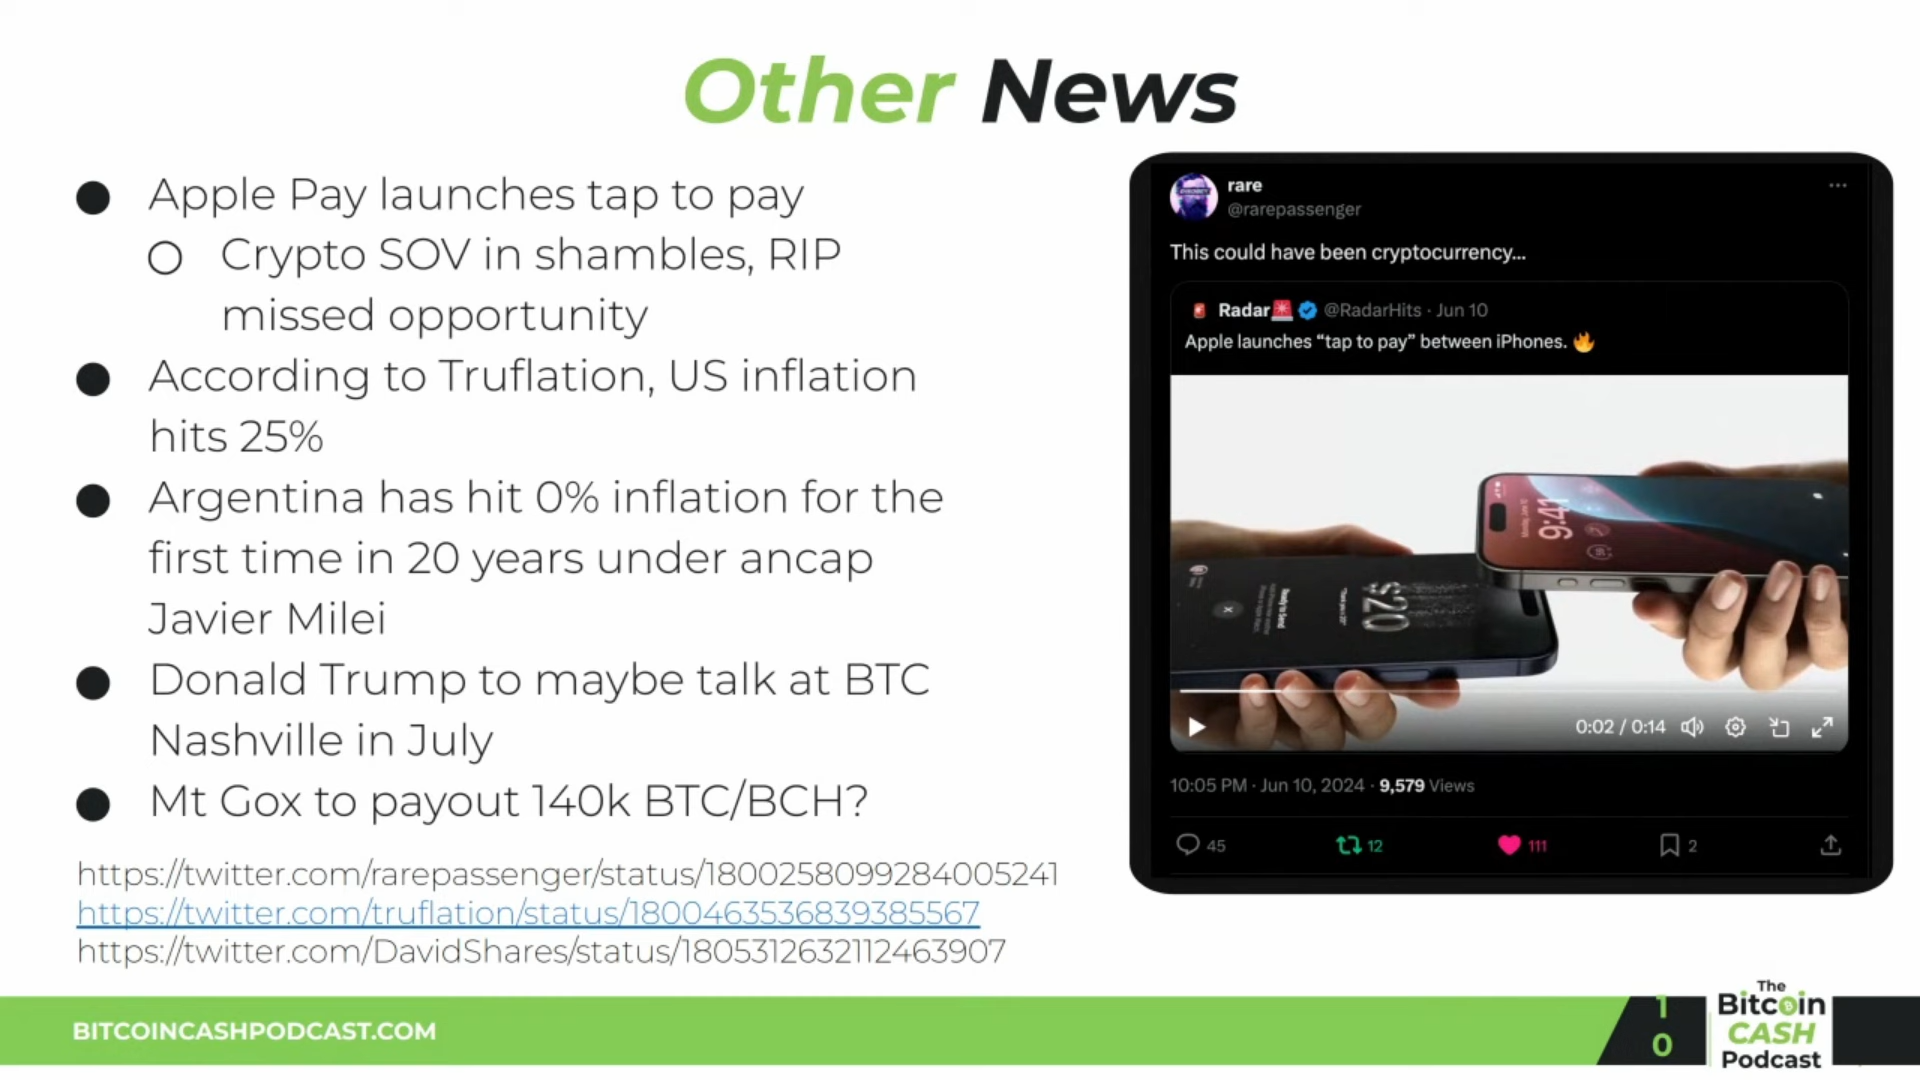 Other News
● Apple Pay launches tap to pay
○ Crypto SOV in shambles, RIP
missed opportunity
● According to Truflation, US inflation
hits 25%
● Argentina has hit 0% inflation for the
first time in 20 years under ancap
Javier Milei
● Donald Trump to maybe talk at BTC
Nashville in July
● Mt Gox to payout 140k BTC/BCH?
https://twitter.com/rarepassenger/status/1800258099284005241
https://twitter.com/truflation/status/1800463536839385567
https://twitter.com/DavidShares/status/1805312632112463907
rare
@rarepassenger
This could have been cryptocurrency...
Radar🚨 @RadarHits · Jun 10
Apple launches “tap to pay” between iPhones. 🔥
9:41
$20
Ready to Send
0:02 / 0:14
10:05 PM · Jun 10, 2024 · 9,579 Views
45
12
111
2
BITCOINCASHPODCAST.COM
1
0
The
Bitcoin
CASH
Podcast